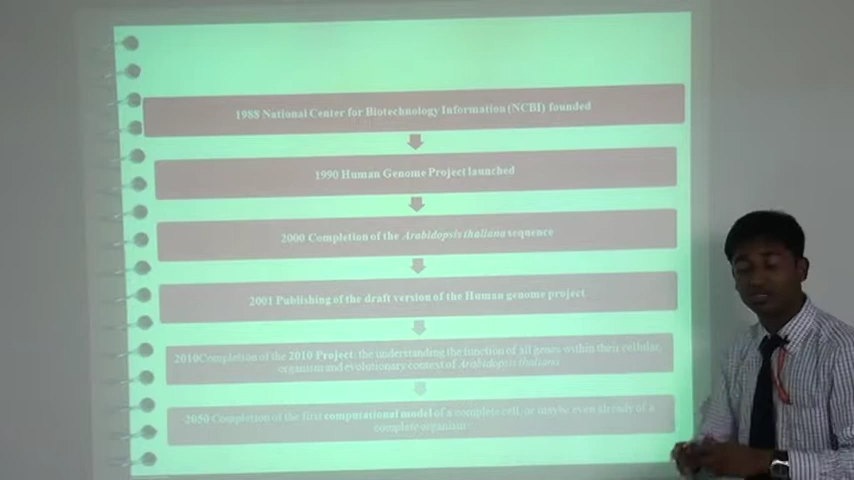 1988 National Center for Biotechnology Information (NCBI) founded
1990 Human Genome Project launched
2000 Completion of the Arabidopsis thaliana sequence
2001 Publishing of the draft version of the Human genome project
2010Completion of the 2010 Project: the understanding the function of all genes within their cellular,
organism and evolutionary context of Arabidopsis thaliana
2050 Completion of the first computational model of a complete cell, or maybe even already of a
complete organism